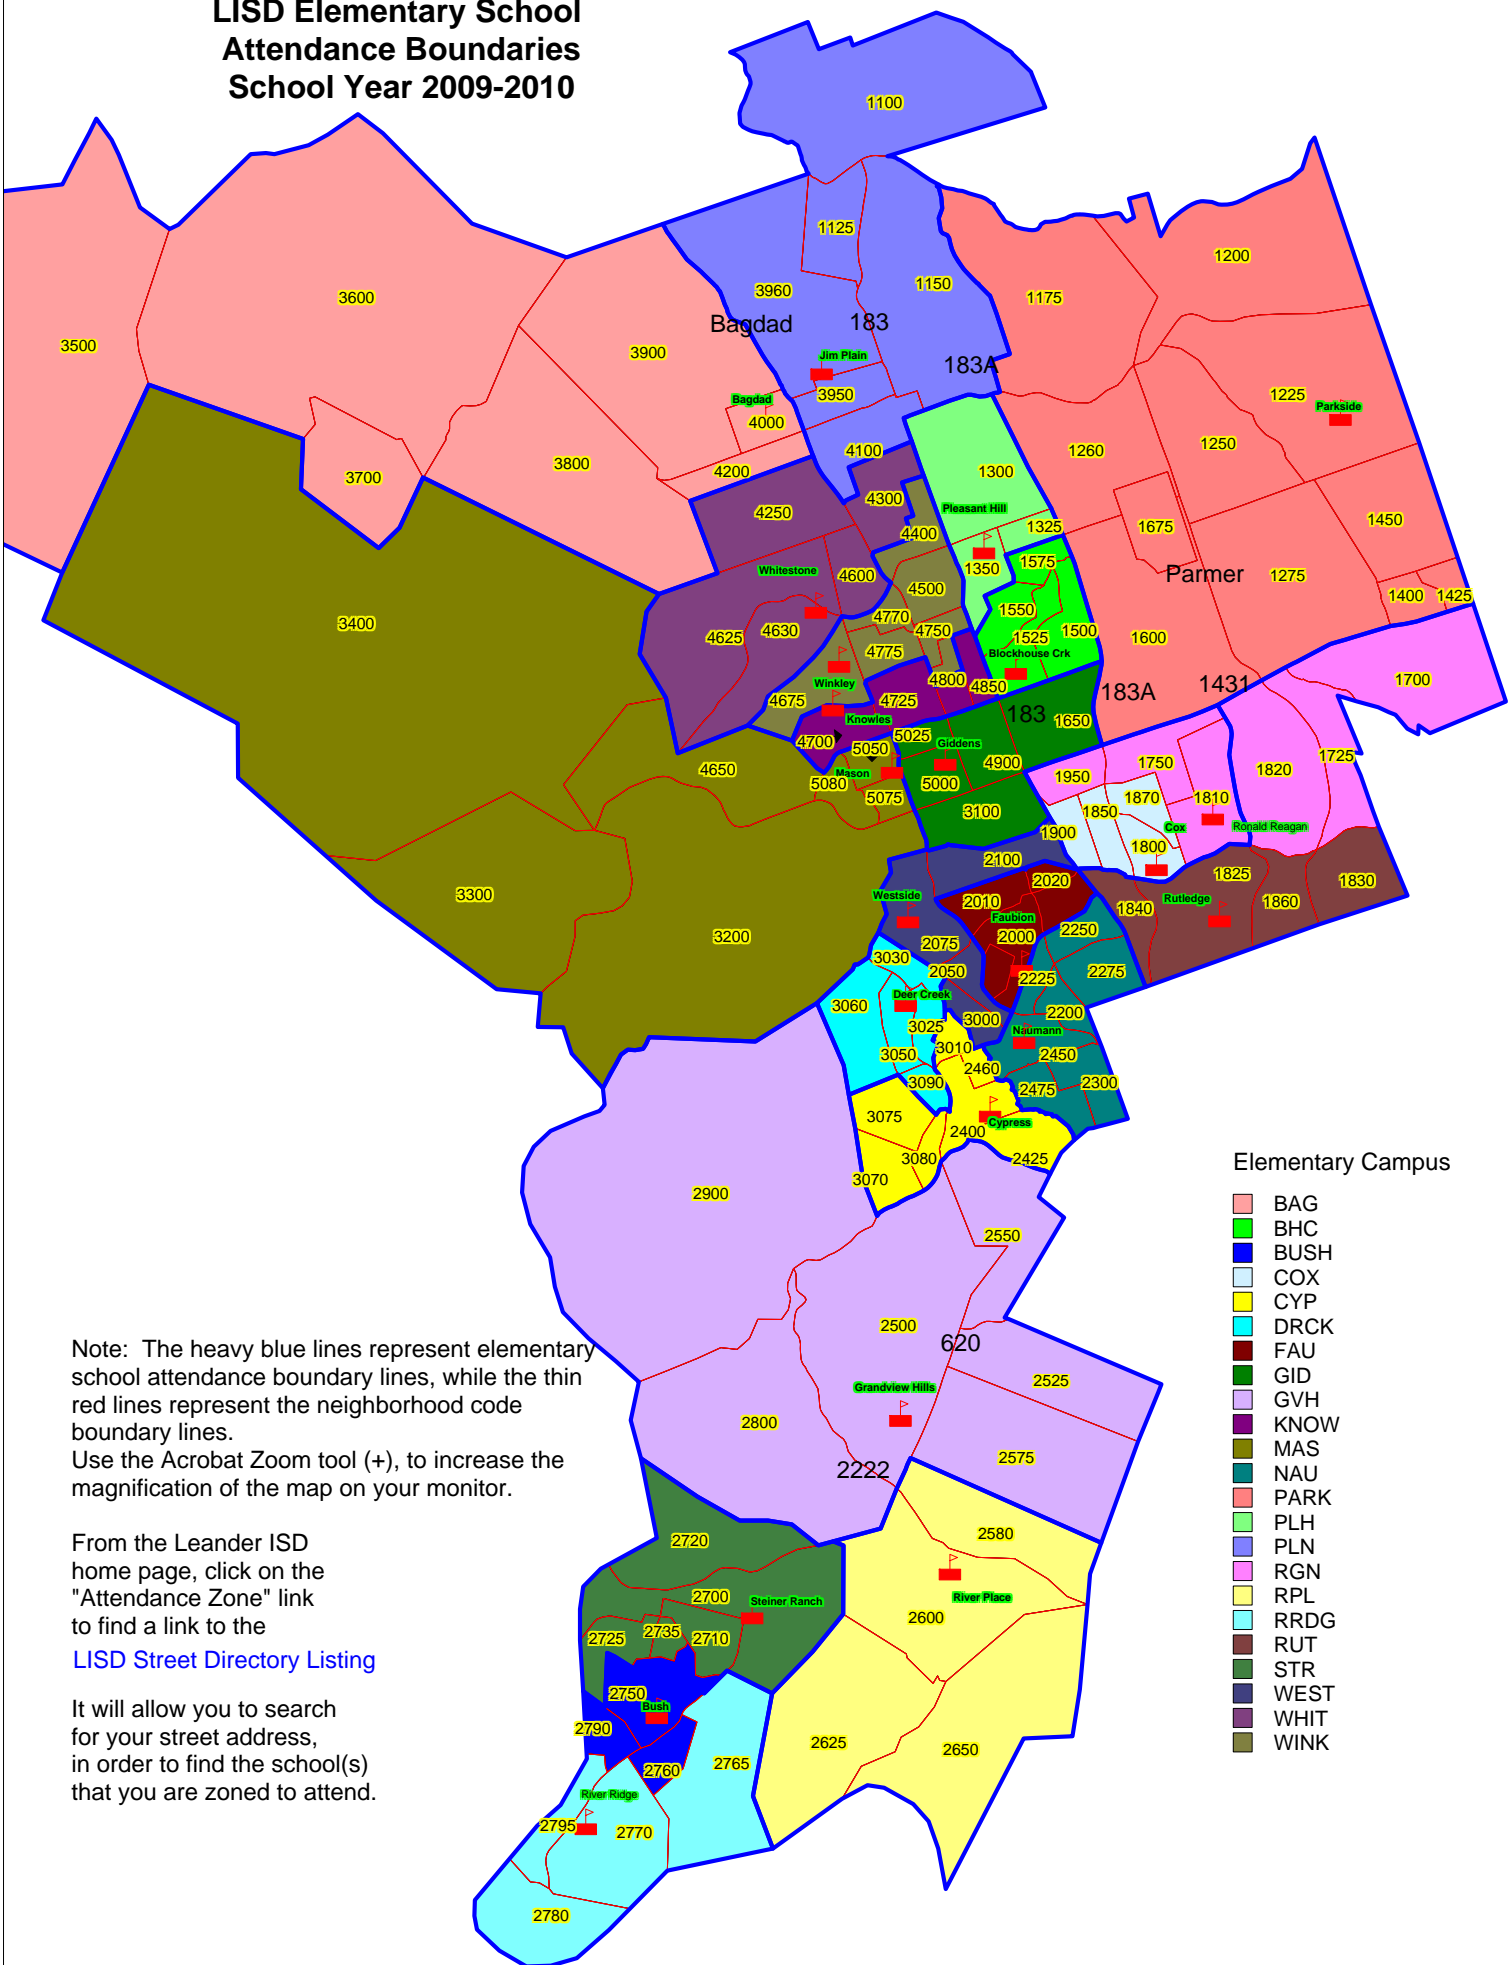 LISD Elementary School
Attendance Boundaries
School Year 2009-2010
1100
1125
1200
3600
3960
1150
1175
3500
Bagdad
183
3900
Jim Plain
183A
1225
Bagdad
3950
Parkside
4000
1250
4100
1260
3800
4200
1300
3700
4300
4250
Pleasant Hill
1450
4400
1325
1675
Whitestone
4600
1350
1575
Parmer
1275
4500
1400
1425
3400
4770
1550
4625
4630
4750
1525
1500
1600
4775
Blockhouse Crk
Winkley
4800
4850
1700
4675
4725
183A
1431
Knowles
183
1650
4700
5050
5025
Giddens
4650
Mason
4900
1950
1750
1820
1725
5080
5000
5075
3100
1850
1870
1810
1900
Cox
Ronald Reagan
1800
2100
3300
Westside
2020
1825
1830
2010
1840
Rutledge
1860
Faubion
3200
2000
2250
2075
3030
2050
2225
2275
3060
Deer Creek
3025
3000
2200
3010
Naumann
3050
2450
2460
3090
2475
2300
3075
2400
Cypress
3080
2425
3070
2900
2550
2500
620
2525
Grandview Hills
2800
2575
2222
2580
2720
2700
Steiner Ranch
River Place
2600
2725
2735
2710
2750
Bush
2790
2625
2650
2760
2765
River Ridge
2795
2770
2780
Elementary Campus
BAG
BHC
BUSH
COX
CYP
DRCK
FAU
GID
GVH
KNOW
MAS
NAU
PARK
PLH
PLN
RGN
RPL
RRDG
RUT
STR
WEST
WHIT
WINK
Note: The heavy blue lines represent elementary
school attendance boundary lines, while the thin
red lines represent the neighborhood code
boundary lines.
Use the Acrobat Zoom tool (+), to increase the
magnification of the map on your monitor.
From the Leander ISD
home page, click on the
"Attendance Zone" link
to find a link to the
LISD Street Directory Listing
It will allow you to search
for your street address,
in order to find the school(s)
that you are zoned to attend.